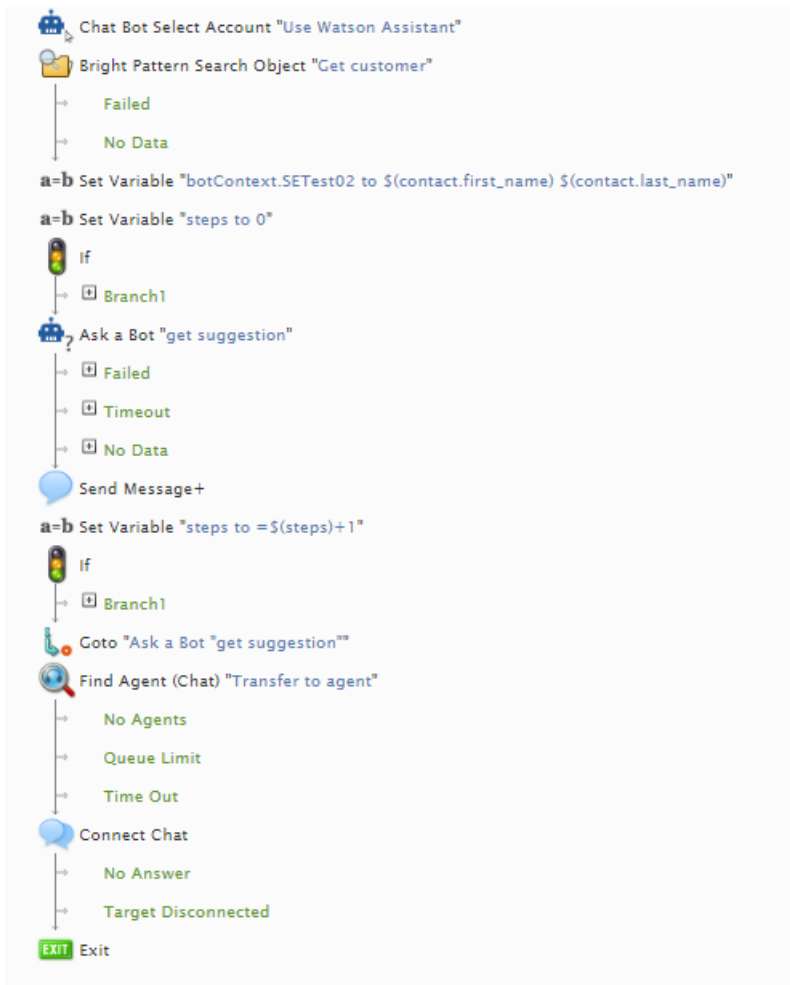 Chat Bot Select Account "Use Watson Assistant"
Bright Pattern Search Object "Get customer"
Failed
No Data
a=b Set Variable "botContext.SETest02 to $(contact.first_name) $(contact.last_name)"
a=b Set Variable "steps to 0"
If
Branch1
? Ask a Bot "get suggestion"
Failed
Timeout
No Data
Send Message+
a=b Set Variable "steps to =$(steps)+1"
If
Branch1
Goto "Ask a Bot "get suggestion""
Find Agent (Chat) "Transfer to agent"
No Agents
Queue Limit
Time Out
Connect Chat
No Answer
Target Disconnected
EXIT Exit